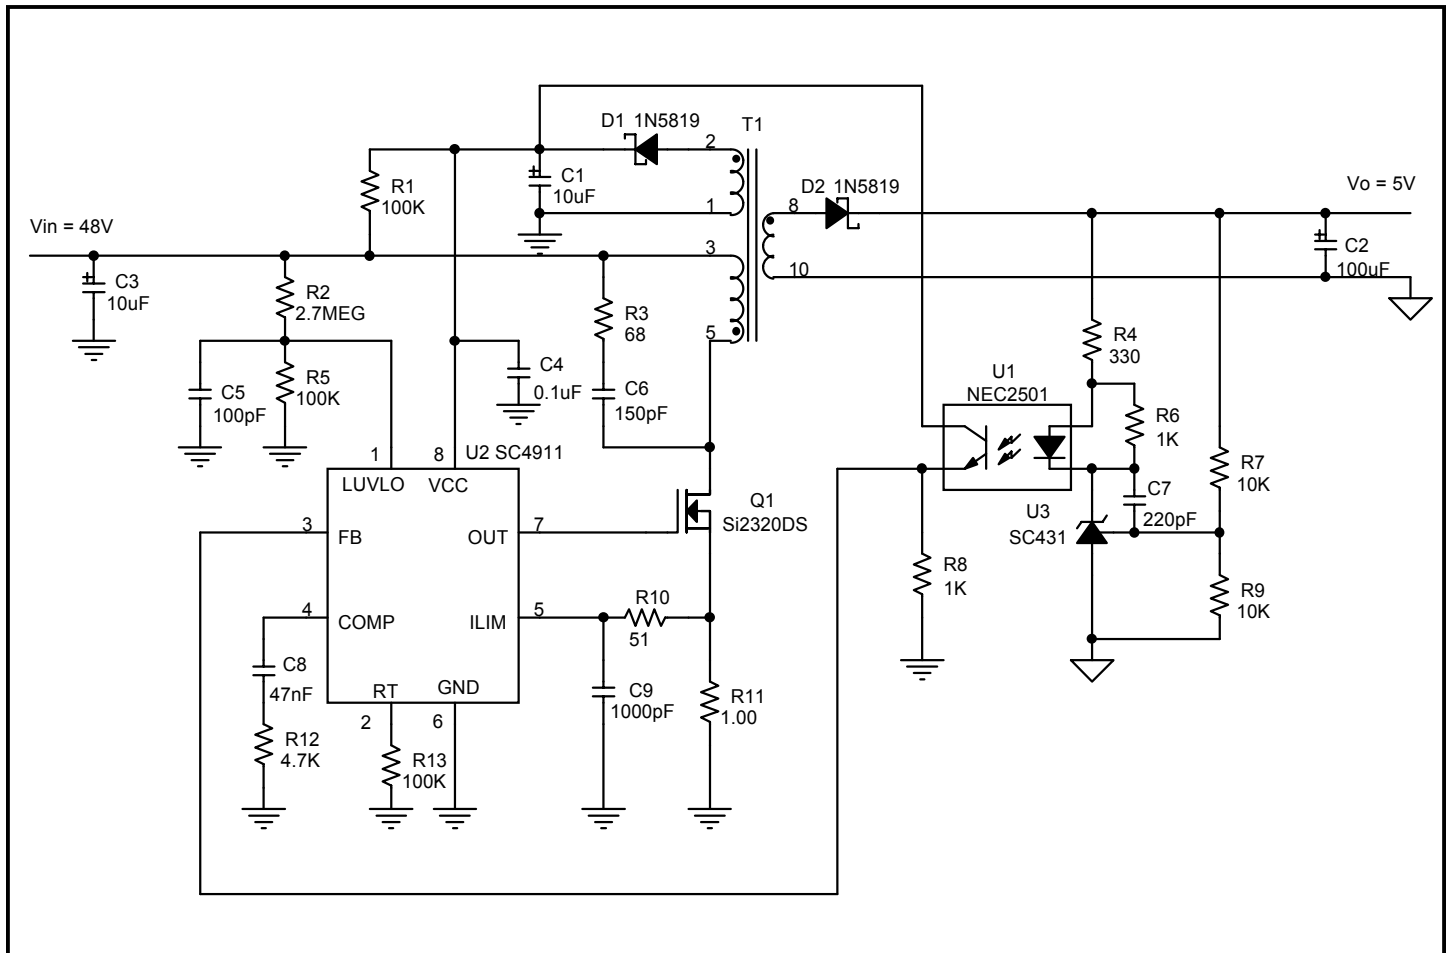 D1 1N5819
T1
2
R1
100K
C1
10uF
1
D2 1N5819
8
Vo = 5V
Vin = 48V
3
C2
100uF
10
C3
10uF
R2
2.7MEG
R3
68
5
R4
330
C4
0.1uF
C5
100pF
R5
100K
C6
150pF
U1
NEC2501
R6
1K
1
8
U2 SC4911
LUVLO
VCC
R7
10K
C7
220pF
Q1
Si2320DS
U3
SC431
3
FB
OUT
7
R8
1K
R9
10K
4
COMP
ILIM
5
R10
51
C8
47nF
RT
GND
C9
1000pF
R11
1.00
2
6
R12
4.7K
R13
100K